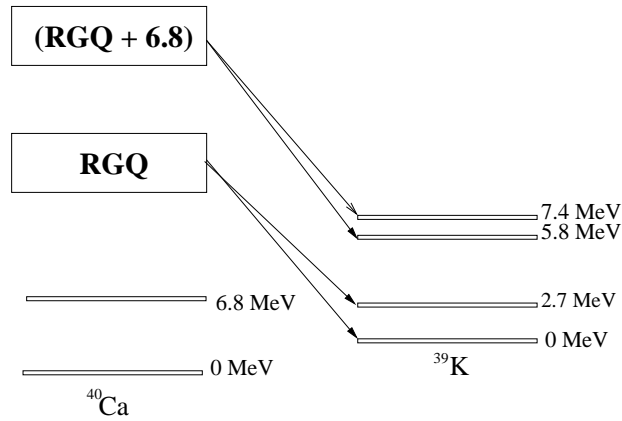 (RGQ + 6.8)
RGQ
7.4 MeV
5.8 MeV
6.8 MeV
2.7 MeV
0 MeV
0 MeV
40Ca
39K